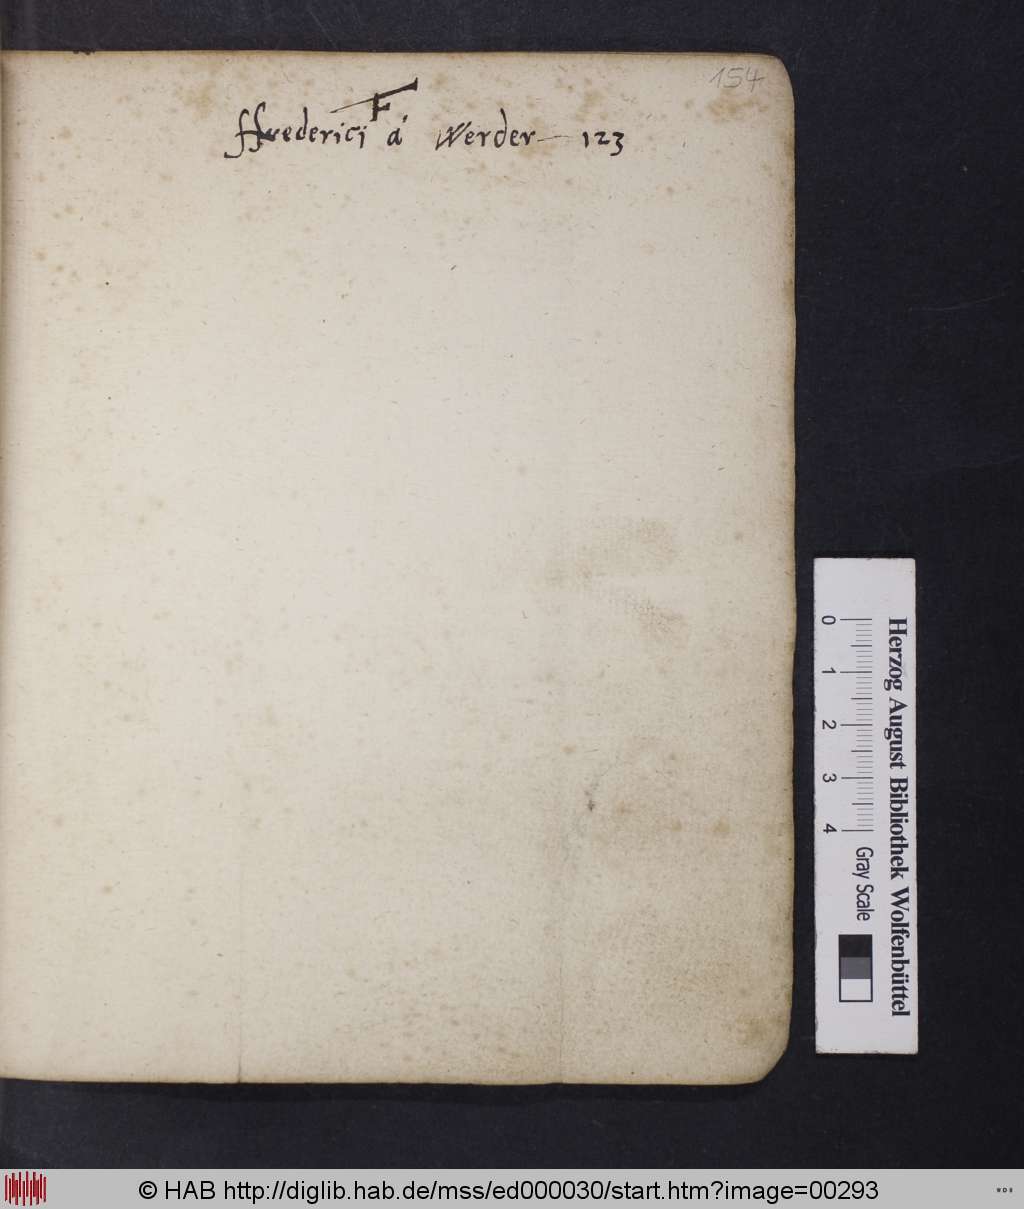 154
F
ffrederici á Werder 123
Herzog August Bibliothek Wolfenbüttel
0 1 2 3 4 Gray Scale
© HAB http://diglib.hab.de/mss/ed000030/start.htm?image=00293